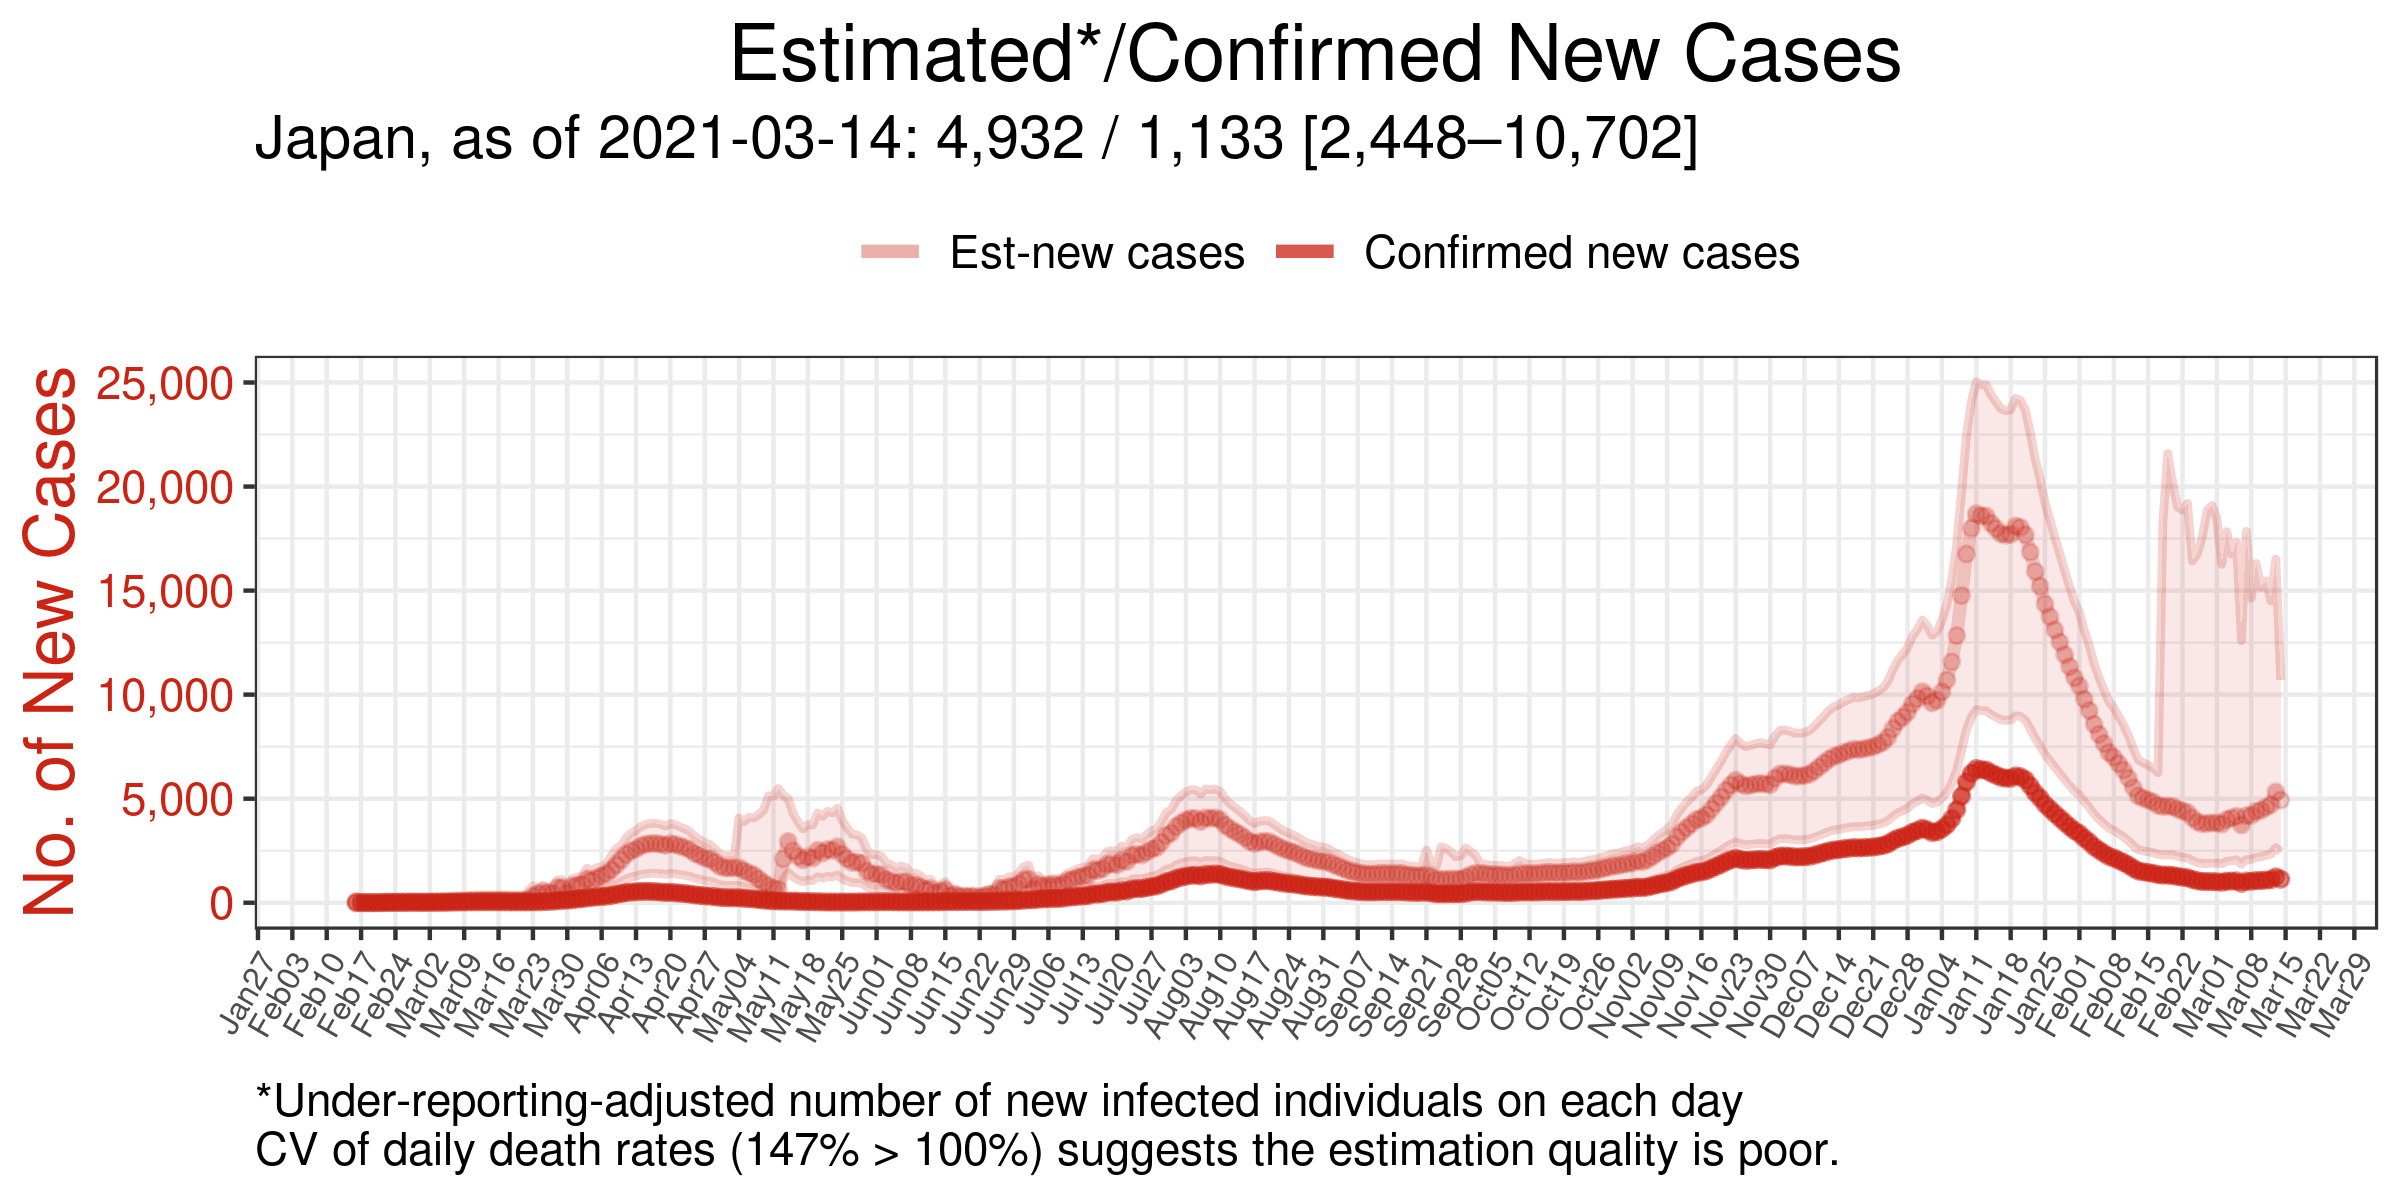 Estimated*/Confirmed New Cases
Japan, as of 2021-03-14: 4,932 / 1,133 [2,448–10,702]
Est-new cases
Confirmed new cases
No. of New Cases
25,000
20,000
15,000
10,000
5,000
0
Jan27
Feb03
Feb10
Feb17
Feb24
Mar02
Mar09
Mar16
Mar23
Mar30
Apr06
Apr13
Apr20
Apr27
May04
May11
May18
May25
Jun01
Jun08
Jun15
Jun22
Jun29
Jul06
Jul13
Jul20
Jul27
Aug03
Aug10
Aug17
Aug24
Aug31
Sep07
Sep14
Sep21
Sep28
Oct05
Oct12
Oct19
Oct26
Nov02
Nov09
Nov16
Nov23
Nov30
Dec07
Dec14
Dec21
Dec28
Jan04
Jan11
Jan18
Jan25
Feb01
Feb08
Feb15
Feb22
Mar01
Mar08
Mar15
Mar22
Mar29
*Under-reporting-adjusted number of new infected individuals on each day
CV of daily death rates (147% > 100%) suggests the estimation quality is poor.